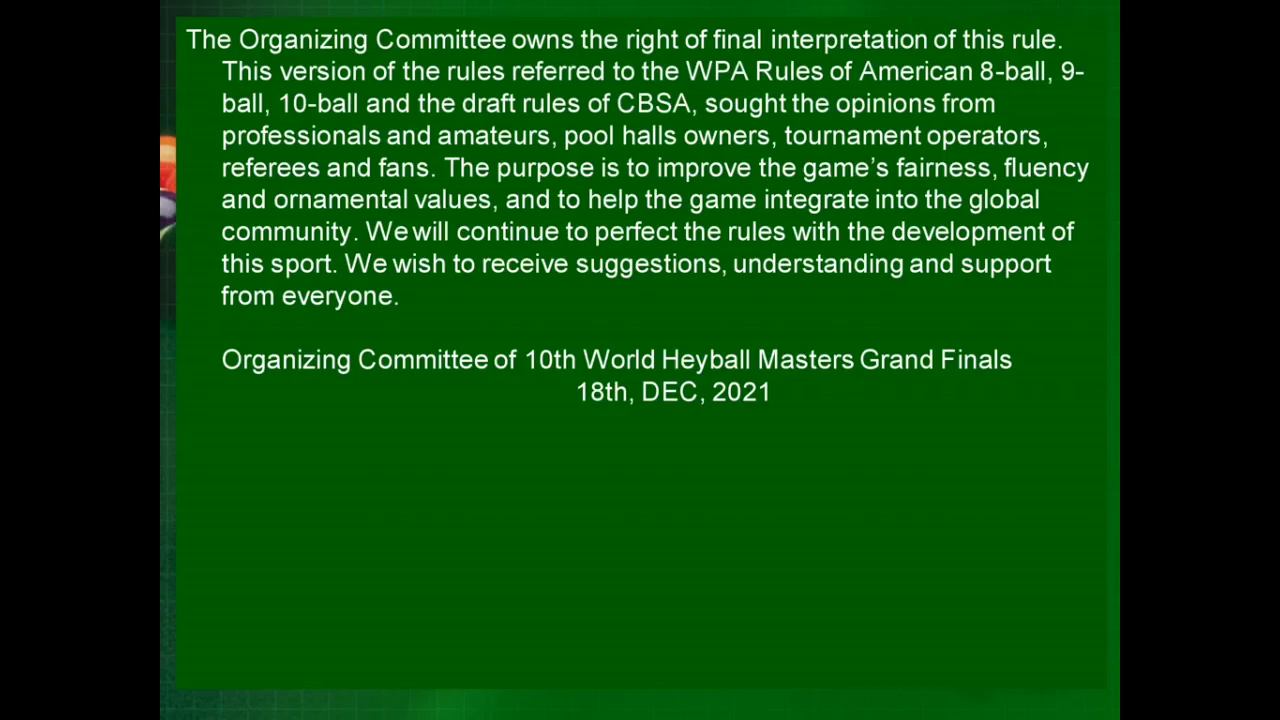 The Organizing Committee owns the right of final interpretation of this rule.
This version of the rules referred to the WPA Rules of American 8-ball, 9-
ball, 10-ball and the draft rules of CBSA, sought the opinions from
professionals and amateurs, pool halls owners, tournament operators,
referees and fans. The purpose is to improve the game’s fairness, fluency
and ornamental values, and to help the game integrate into the global
community. We will continue to perfect the rules with the development of
this sport. We wish to receive suggestions, understanding and support
from everyone.
Organizing Committee of 10th World Heyball Masters Grand Finals
18th, DEC, 2021